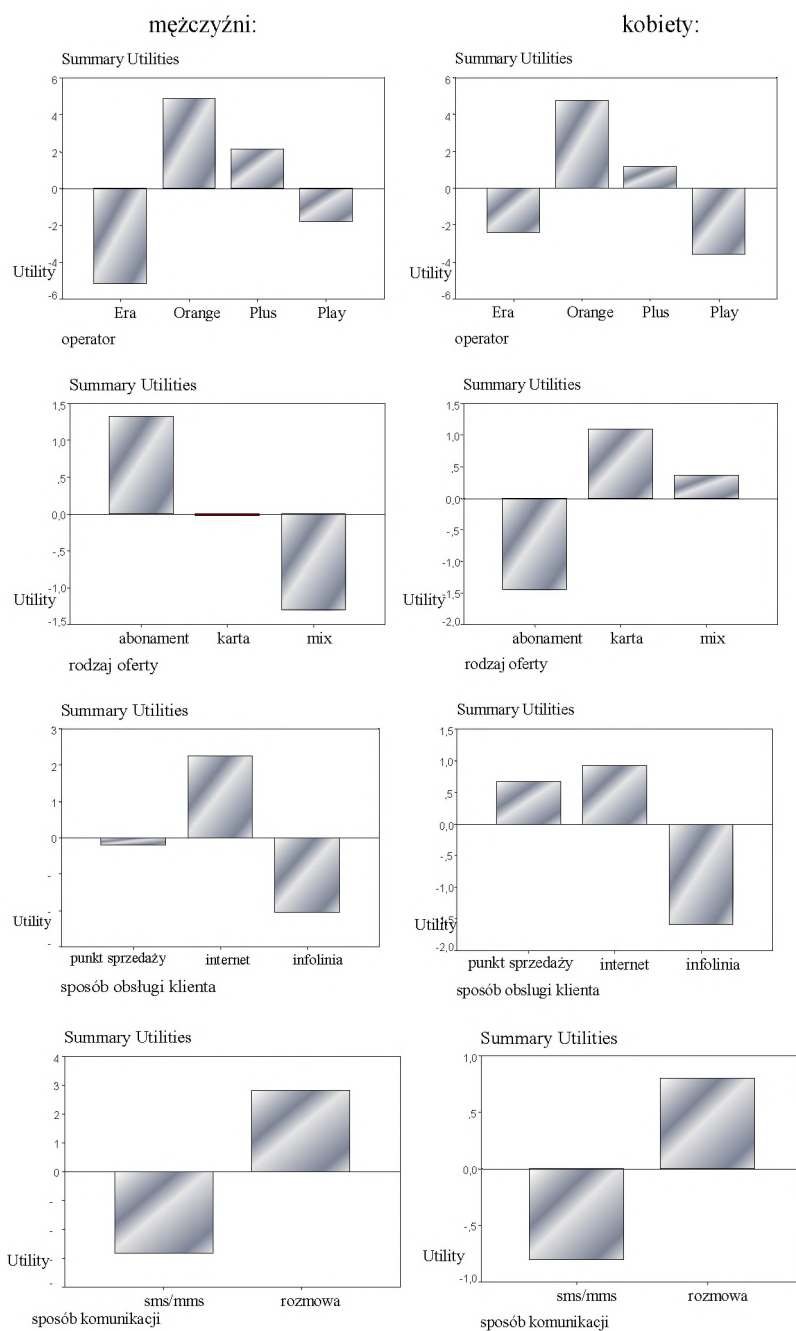 mężczyźni:
kobiety:
Summary Utilities
6
4
2
0
-2
-4
-6
Utility
Era Orange Plus Play
operator
Summary Utilities
6
4
2
0
-2
-4
-6
Utility
Era Orange Plus Play
operator
Summary Utilities
1,5
1,0
,5
0,0
-,5
-1,0
-1,5
Utility
abonament karta mix
rodzaj oferty
Summary Utilities
1,5
1,0
,5
0,0
-,5
-1,0
-1,5
-2,0
Utility
abonament karta mix
rodzaj oferty
Summary Utilities
3
2
1
0
-
-
-
Utility
punkt sprzedaży internet infolinia
sposób obsługi klienta
Summary Utilities
1,5
1,0
,5
0,0
-,5
-1,0
-1,5
-2,0
Utility
punkt sprzedaży internet infolinia
sposób obslugi klienta
Summary Utilities
4
3
2
1
0
-
-
-
-
Utility
sms/mms rozmowa
sposób komunikacji
Summary Utilities
1,0
,5
0,0
-,5
-1,0
Utility
sms/mms rozmowa
sposób komunikacji